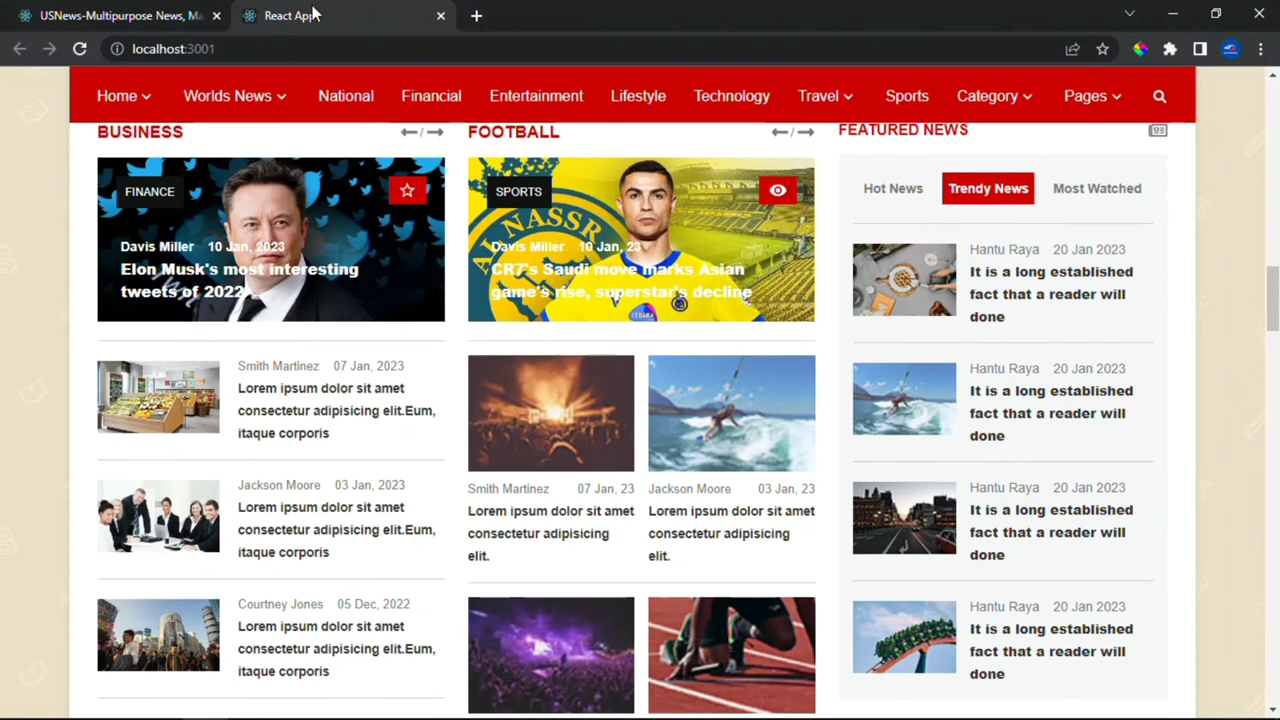 USNews-Multipurpose News, Ma
React App
localhost:3001
Home
Worlds News
National
Financial
Entertainment
Lifestyle
Technology
Travel
Sports
Category
Pages
BUSINESS
/
FINANCE
Davis Miller 10 Jan, 2023
Elon Musk's most interesting
tweets of 2022
Smith Martinez 07 Jan, 2023
Lorem ipsum dolor sit amet
consectetur adipisicing elit.Eum,
itaque corporis
Jackson Moore 03 Jan, 2023
Lorem ipsum dolor sit amet
consectetur adipisicing elit.Eum,
itaque corporis
Courtney Jones 05 Dec, 2022
Lorem ipsum dolor sit amet
consectetur adipisicing elit.Eum,
itaque corporis
FOOTBALL
/
SPORTS
AL NASSR
Davis Miller 10 Jan, 23
CR7's Saudi move marks Asian
game's rise, superstar's decline
Smith Martinez 07 Jan, 23
Lorem ipsum dolor sit amet
consectetur adipisicing
elit.
Jackson Moore 03 Jan, 23
Lorem ipsum dolor sit amet
consectetur adipisicing
elit.
FEATURED NEWS
Hot News
Trendy News
Most Watched
Hantu Raya 20 Jan 2023
It is a long established
fact that a reader will
done
Hantu Raya 20 Jan 2023
It is a long established
fact that a reader will
done
Hantu Raya 20 Jan 2023
It is a long established
fact that a reader will
done
Hantu Raya 20 Jan 2023
It is a long established
fact that a reader will
done